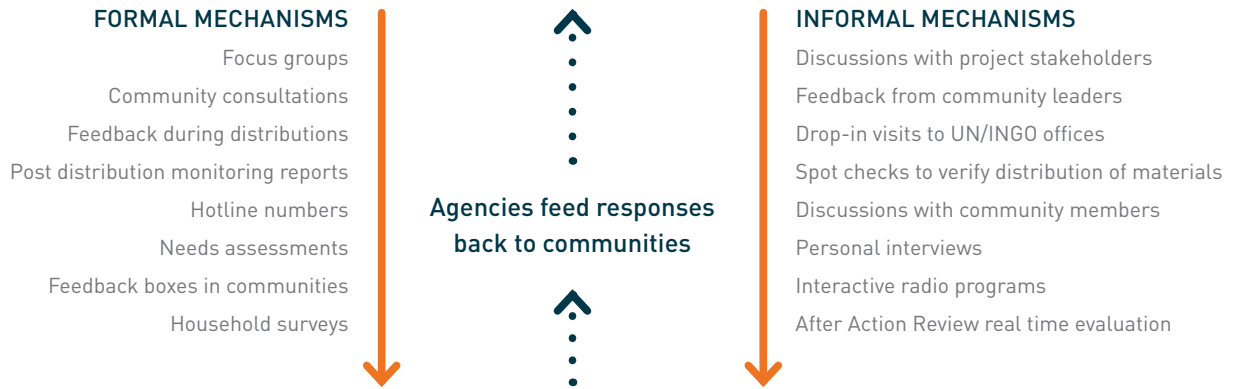 FORMAL MECHANISMS
Focus groups
Community consultations
Feedback during distributions
Post distribution monitoring reports
Hotline numbers
Needs assessments
Feedback boxes in communities
Household surveys
Agencies feed responses
back to communities
INFORMAL MECHANISMS
Discussions with project stakeholders
Feedback from community leaders
Drop-in visits to UN/INGO offices
Spot checks to verify distribution of materials
Discussions with community members
Personal interviews
Interactive radio programs
After Action Review real time evaluation